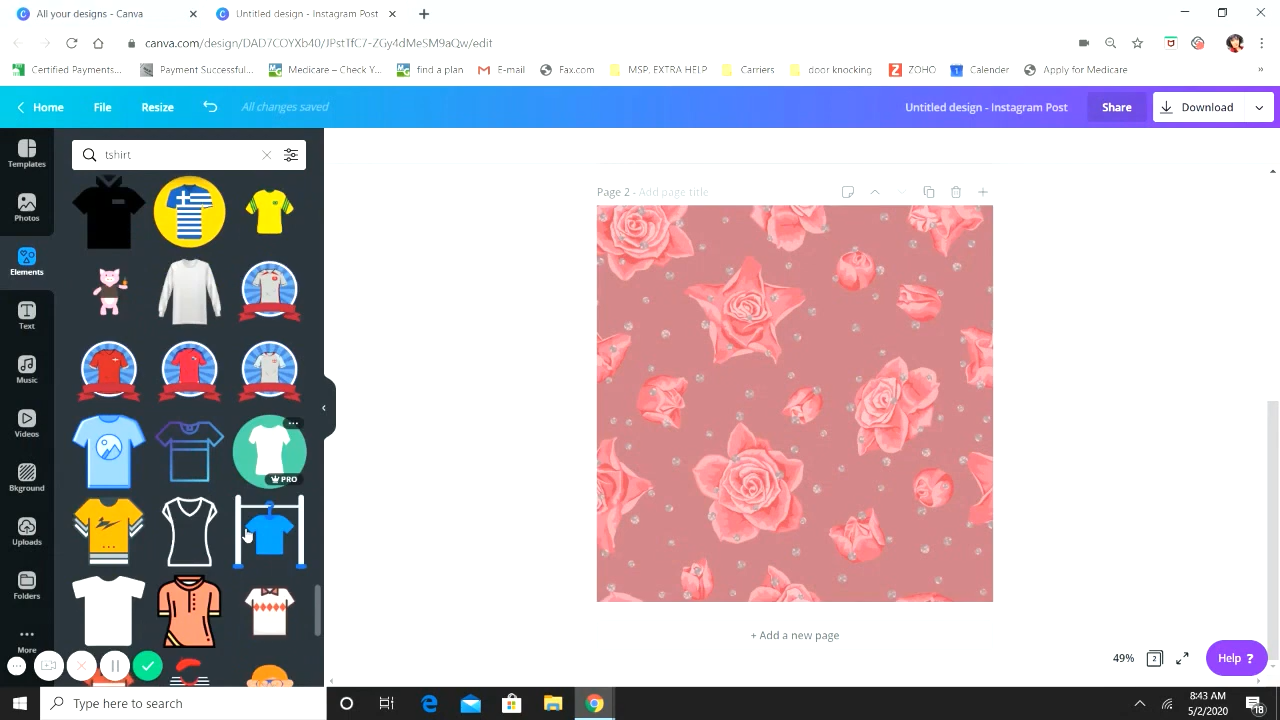 All your designs - Canva
Untitled design - Instagram Post
canva.com/design/DAD7COYXb40/JPstTfC7-ZGy4dMeSM9aQw/edit
Certified Payments...
Payment Successful...
Medicare – Check Y...
find a plan
E-mail
Fax.com
MSP, EXTRA HELP
Carriers
door knocking
ZOHO
Calender
Apply for Medicare
Home
File
Resize
All changes saved
Untitled design - Instagram Post
Share
Download
Templates
Photos
Elements
Text
Music
Videos
Bkground
Uploads
Folders
More
tshirt
PRO
Page 2 - Add page title
+ Add a new page
49%
2
Help ?
Type here to search
8:43 AM
5/2/2020
18